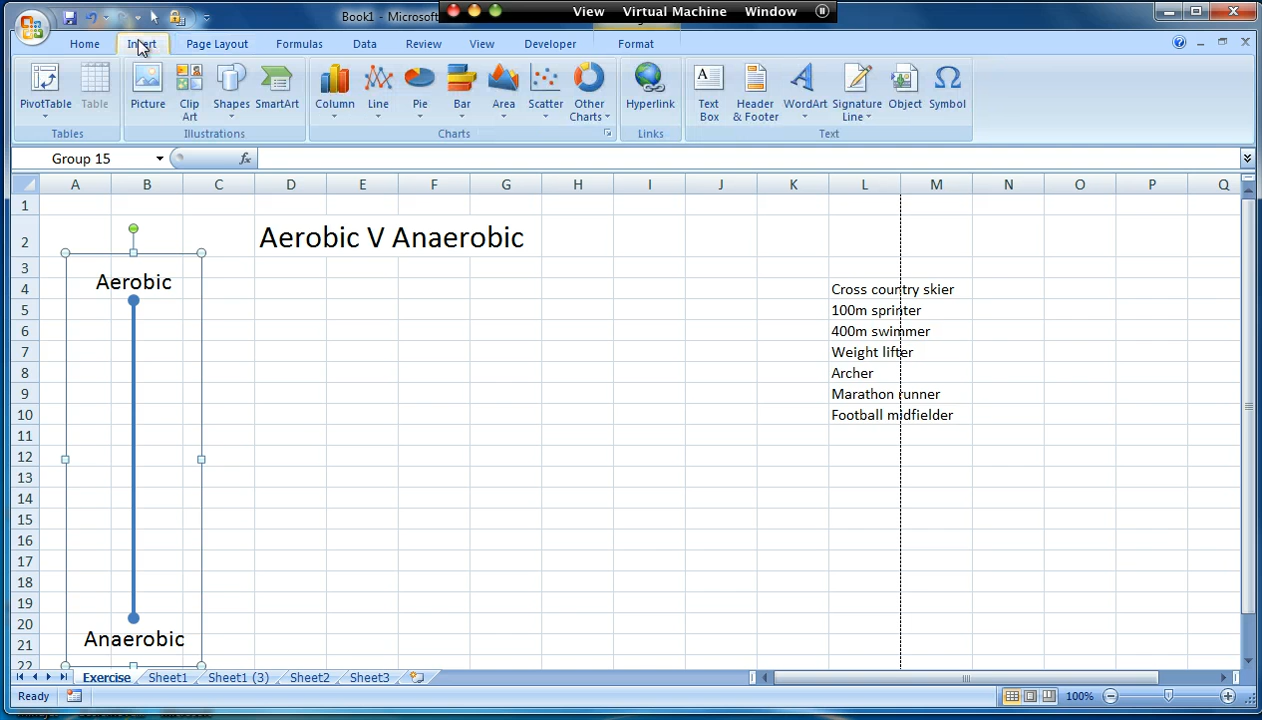 Book1 - Microsoft
View Virtual Machine Window
Home Insert Page Layout Formulas Data Review View Developer Format
PivotTable Table Picture Clip Art Shapes SmartArt Column Line Pie Bar Area Scatter Other Charts Hyperlink Text Box Header & Footer WordArt Signature Line Object Symbol
Tables Illustrations Charts Links Text
Group 15 fx
A B C D E F G H I J K L M N O P Q
1
2 Aerobic V Anaerobic
3
Aerobic
4 Cross country skier
5 100m sprinter
6 400m swimmer
7 Weight lifter
8 Archer
9 Marathon runner
10 Football midfielder
11
12
13
14
15
16
17
18
19
20
21 Anaerobic
22
Exercise Sheet1 Sheet1 (3) Sheet2 Sheet3
Ready 100%